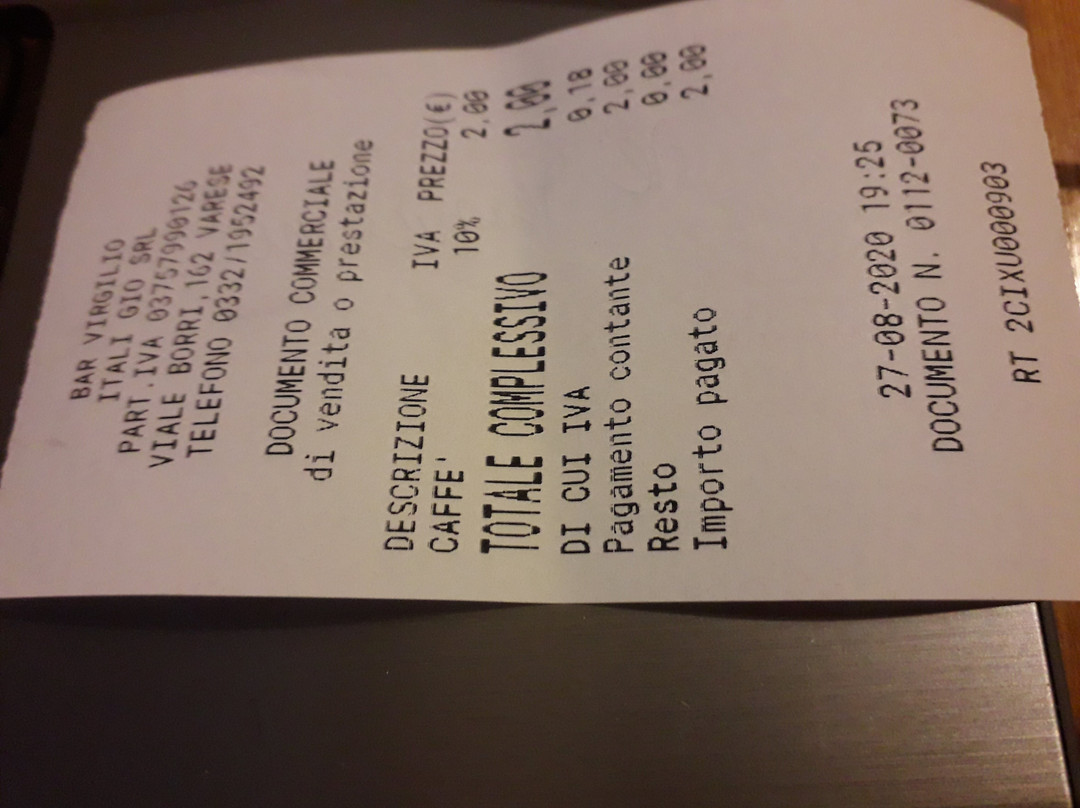 BAR VIRGILIO
ITALI GIO SRL
PART.IVA 03757990126
VIALE BORRI,162 VARESE
TELEFONO 0332/1952492
DOCUMENTO COMMERCIALE
di vendita o prestazione
DESCRIZIONE IVA PREZZO(€)
CAFFE' 10% 2,00
TOTALE COMPLESSIVO 2,00
DI CUI IVA 0,18
Pagamento contante 2,00
Resto 0,00
Importo pagato 2,00
27-08-2020 19:25
DOCUMENTO N. 0112-0073
RT 2CIXU000903